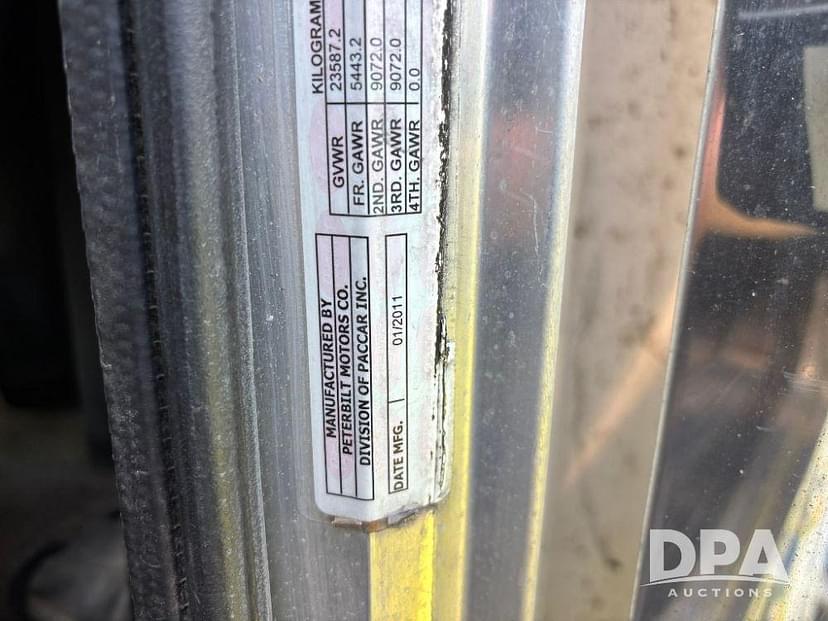 MANUFACTURED BY
PETERBILT MOTORS CO.
DIVISION OF PACCAR INC.
DATE MFG. 01/2011
KILOGRAM
GVWR 23587.2
FR. GAWR 5443.2
2ND. GAWR 9072.0
3RD. GAWR 9072.0
4TH. GAWR 0.0
DPA
AUCTIONS